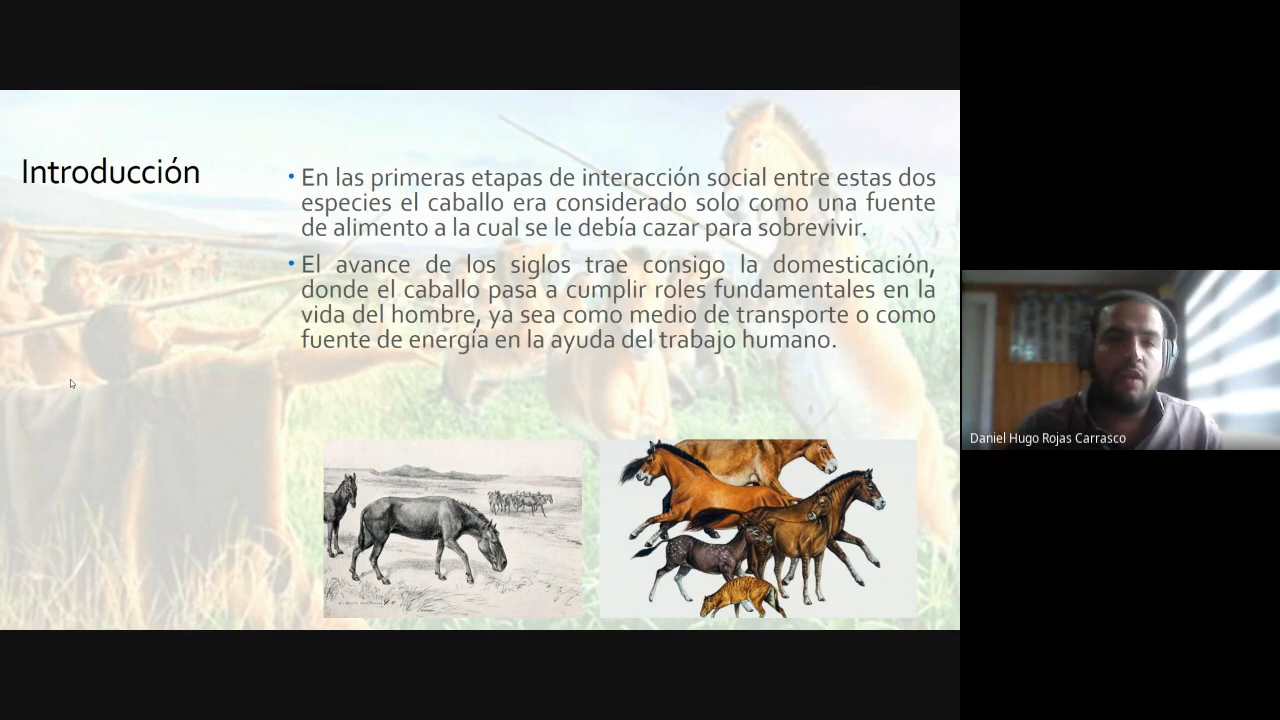 Introducción
• En las primeras etapas de interacción social entre estas dos
especies el caballo era considerado solo como una fuente
de alimento a la cual se le debía cazar para sobrevivir.
• El avance de los siglos trae consigo la domesticación,
donde el caballo pasa a cumplir roles fundamentales en la
vida del hombre, ya sea como medio de transporte o como
fuente de energía en la ayuda del trabajo humano.
Daniel Hugo Rojas Carrasco